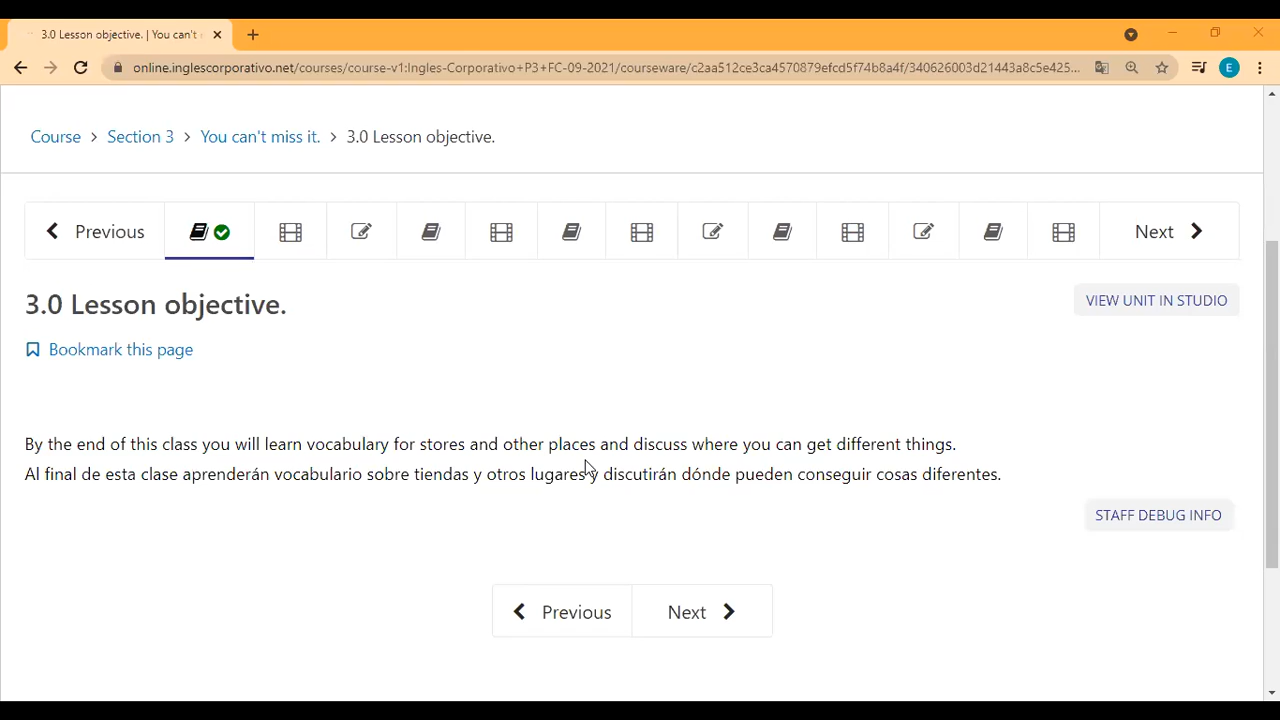 3.0 Lesson objective. | You can't
online.inglescorporativo.net/courses/course-v1:Ingles-Corporativo+P3+FC-09-2021/courseware/c2aa512ce3ca4570879efcd5f74b8a4f/340626003d21443a8c5e425...
E
Course > Section 3 > You can't miss it. > 3.0 Lesson objective.
Previous Next
3.0 Lesson objective.
VIEW UNIT IN STUDIO
Bookmark this page
By the end of this class you will learn vocabulary for stores and other places and discuss where you can get different things.
Al final de esta clase aprenderán vocabulario sobre tiendas y otros lugares y discutirán dónde pueden conseguir cosas diferentes.
STAFF DEBUG INFO
Previous Next